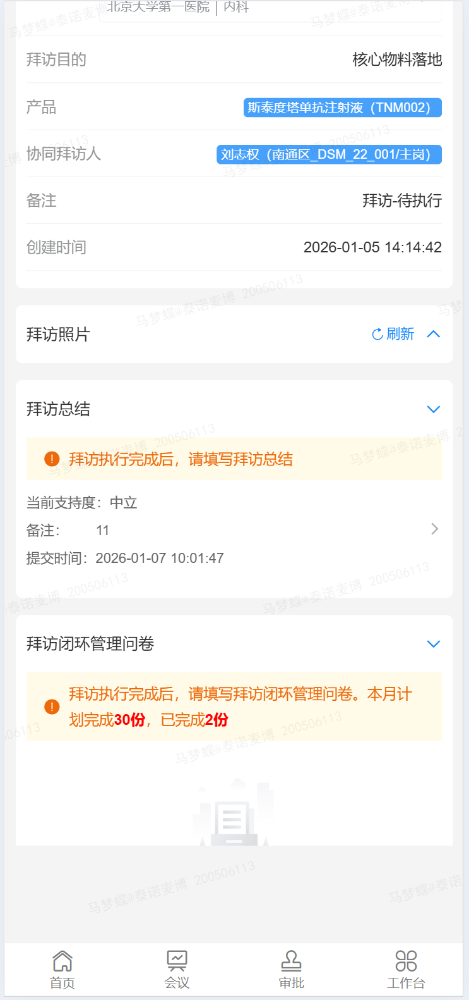 北京大学第一医院 | 内科
拜访目的 核心物料落地
产品 斯泰度塔单抗注射液（TNM002）
协同拜访人 刘志权（南通区_DSM_22_001/主岗）
备注 拜访-待执行
创建时间 2026-01-05 14:14:42
拜访照片 刷新
拜访总结
拜访执行完成后，请填写拜访总结
当前支持度：中立
备注： 11
提交时间：2026-01-07 10:01:47
拜访闭环管理问卷
拜访执行完成后，请填写拜访闭环管理问卷。本月计
划完成30份，已完成2份
首页 会议 审批 工作台
马梦蝶@泰诺麦博 200506113